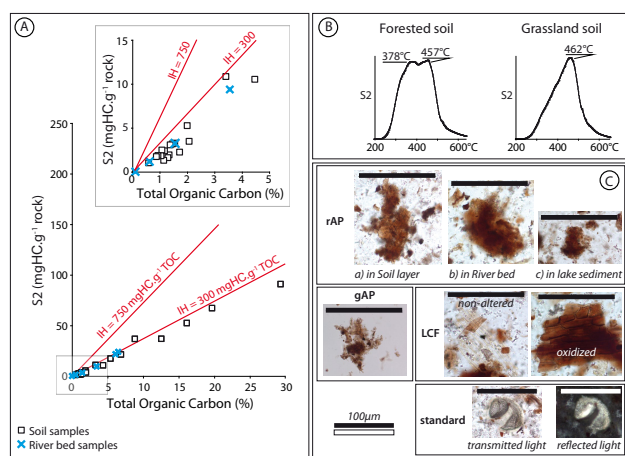 A
15
10
5
0
S2 (mgHC.g⁻¹ rock)
IH = 750
IH = 300
0 1 2 3 4 5
Total Organic Carbon (%)
250
200
150
100
50
0
S2 (mgHC.g⁻¹ rock)
IH = 750 mgHC.g⁻¹ TOC
IH = 300 mgHC.g⁻¹ TOC
0 5 10 15 20 25 30
Total Organic Carbon (%)
Soil samples
River bed samples
B
Forested soil
378°C
457°C
S2
200
600°C
Grassland soil
462°C
S2
200
600°C
C
rAP
a) in Soil layer
b) in River bed
c) in lake sediment
gAP
LCF
non-altered
oxidized
100µm
standard
transmitted light
reflected light